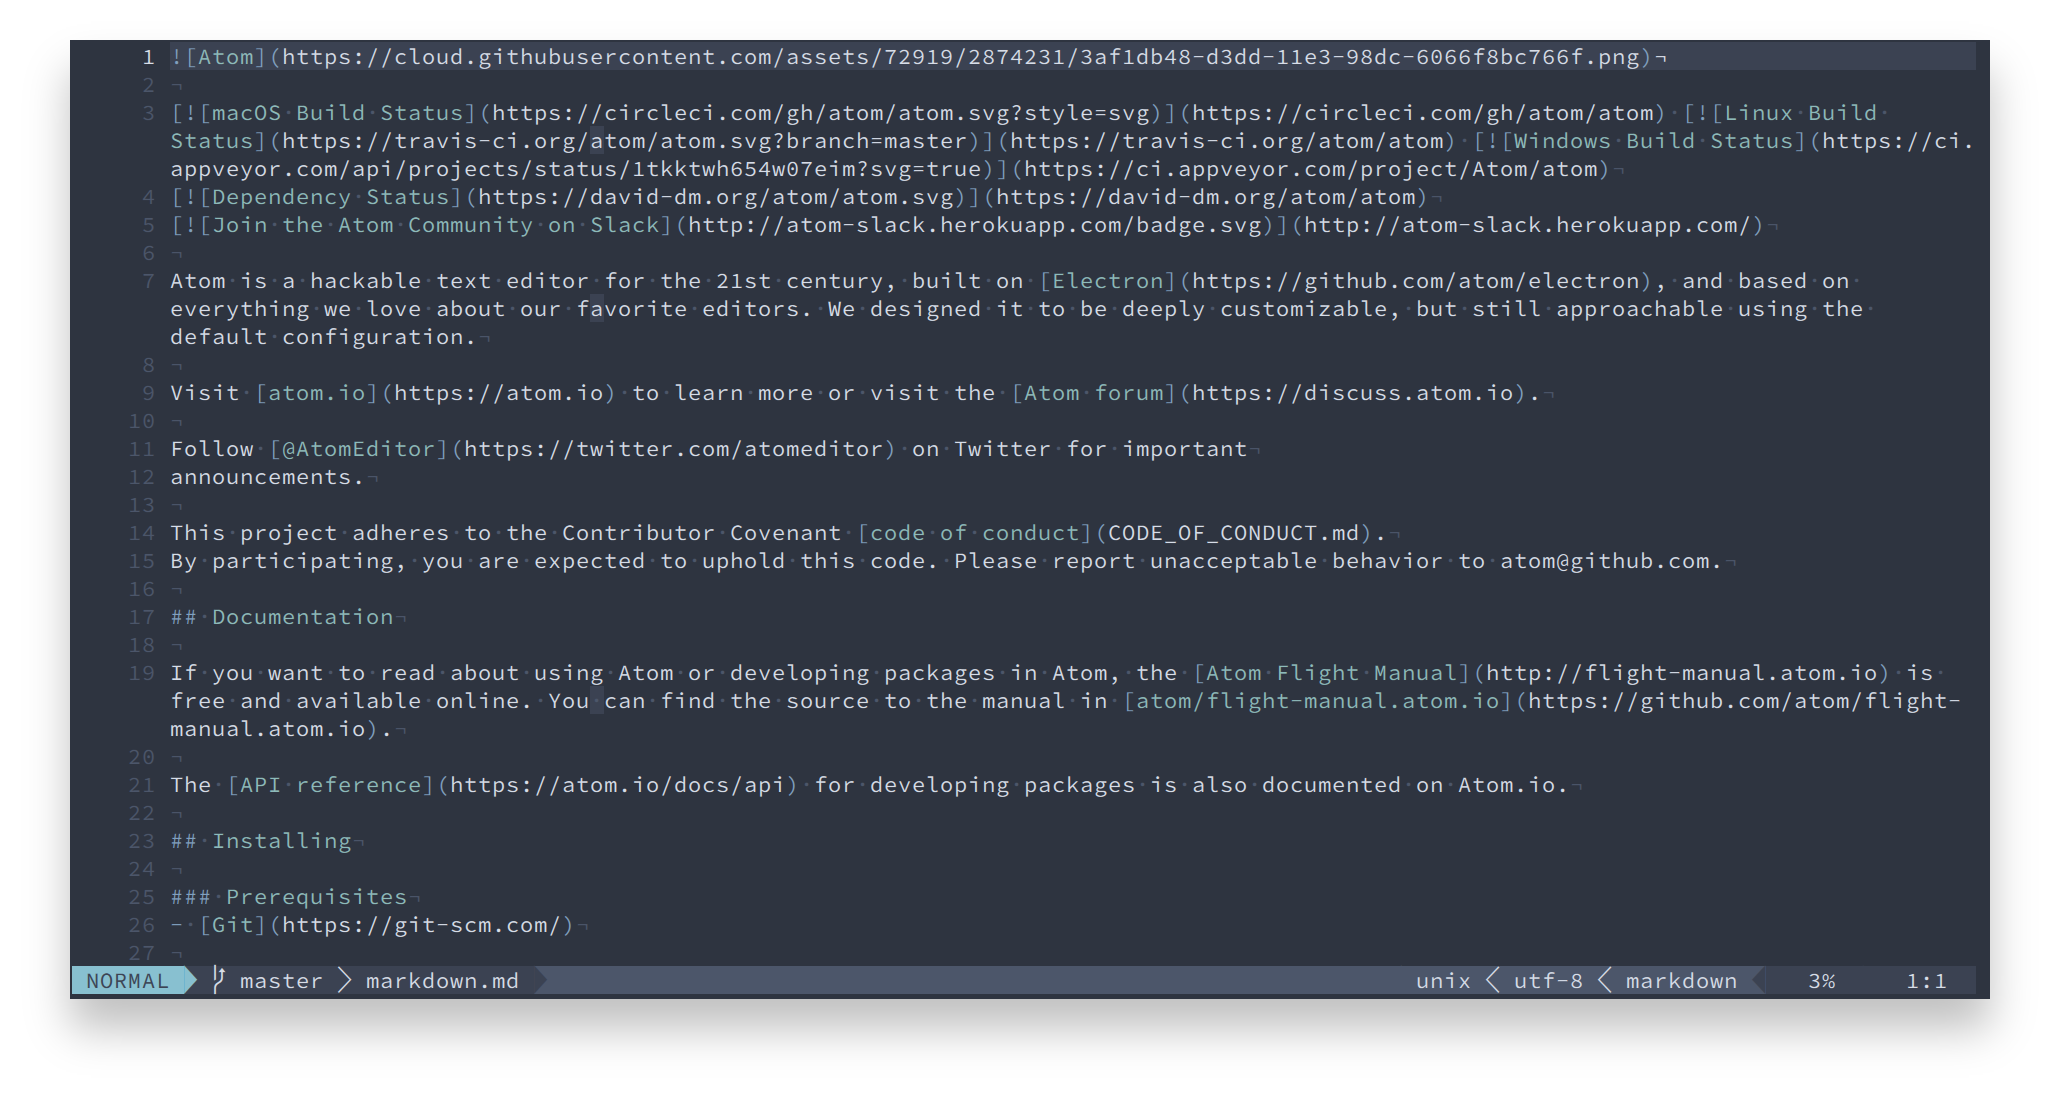 1 ![Atom](https://cloud.githubusercontent.com/assets/72919/2874231/3af1db48-d3dd-11e3-98dc-6066f8bc766f.png)¬
2 ¬
3 [![macOS·Build·Status](https://circleci.com/gh/atom/atom.svg?style=svg)](https://circleci.com/gh/atom/atom)·[![Linux·Build·
Status](https://travis-ci.org/atom/atom.svg?branch=master)](https://travis-ci.org/atom/atom)·[![Windows·Build·Status](https://ci.
appveyor.com/api/projects/status/1tkktwh654w07eim?svg=true)](https://ci.appveyor.com/project/Atom/atom)¬
4 [![Dependency·Status](https://david-dm.org/atom/atom.svg)](https://david-dm.org/atom/atom)¬
5 [![Join·the·Atom·Community·on·Slack](http://atom-slack.herokuapp.com/badge.svg)](http://atom-slack.herokuapp.com/)¬
6 ¬
7 Atom·is·a·hackable·text·editor·for·the·21st·century,·built·on·[Electron](https://github.com/atom/electron),·and·based·on·
everything·we·love·about·our·favorite·editors.·We·designed·it·to·be·deeply·customizable,·but·still·approachable·using·the·
default·configuration.¬
8 ¬
9 Visit·[atom.io](https://atom.io)·to·learn·more·or·visit·the·[Atom·forum](https://discuss.atom.io).¬
10 ¬
11 Follow·[@AtomEditor](https://twitter.com/atomeditor)·on·Twitter·for·important¬
12 announcements.¬
13 ¬
14 This·project·adheres·to·the·Contributor·Covenant·[code·of·conduct](CODE_OF_CONDUCT.md).¬
15 By·participating,·you·are·expected·to·uphold·this·code.·Please·report·unacceptable·behavior·to·atom@github.com.¬
16 ¬
17 ##·Documentation¬
18 ¬
19 If·you·want·to·read·about·using·Atom·or·developing·packages·in·Atom,·the·[Atom·Flight·Manual](http://flight-manual.atom.io)·is·
free·and·available·online.·You·can·find·the·source·to·the·manual·in·[atom/flight-manual.atom.io](https://github.com/atom/flight-
manual.atom.io).¬
20 ¬
21 The·[API·reference](https://atom.io/docs/api)·for·developing·packages·is·also·documented·on·Atom.io.¬
22 ¬
23 ##·Installing¬
24 ¬
25 ###·Prerequisites¬
26 -·[Git](https://git-scm.com/)¬
27 ¬
NORMAL master markdown.md unix utf-8 markdown 3% 1:1